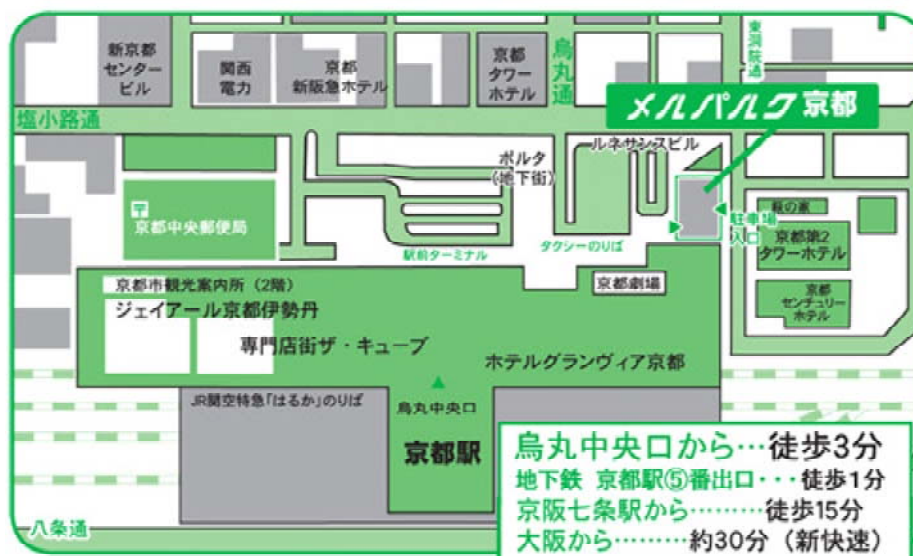 新京都
センター
ビル
関西
電力
京都
新阪急ホテル
京都
タワー
ホテル
烏丸通
東洞院通
メルパルク京都
塩小路通
ポルタ
(地下街)
ルネサンスビル
〒
京都中央郵便局
駅前ターミナル
タクシーのりば
駐車場
入口
萩の家
京都第2
タワーホテル
京都
センチュリー
ホテル
京都市観光案内所(2階)
ジェイアール京都伊勢丹
専門店街ザ・キューブ
京都劇場
ホテルグランヴィア京都
JR関空特急「はるか」のりば
烏丸中央口
京都駅
八条通
烏丸中央口から…徒歩3分
地下鉄 京都駅⑤番出口・・・徒歩1分
京阪七条駅から………徒歩15分
大阪から………約30分(新快速)